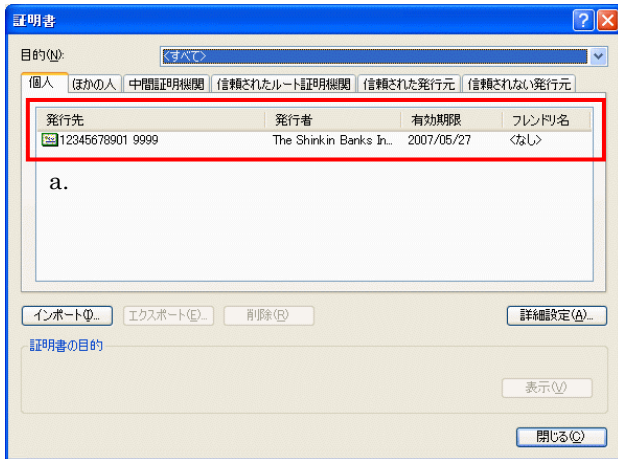 証明書
目的(N): <すべて>
個人 ほかの人 中間証明機関 信頼されたルート証明機関 信頼された発行元 信頼されない発行元
発行先 発行者 有効期限 フレンドリ名
12345678901 9999 The Shinkin Banks In... 2007/05/27 <なし>
a.
インポート(I)... エクスポート(E)... 削除(R) 詳細設定(A)...
証明書の目的
表示(V)
閉じる(C)